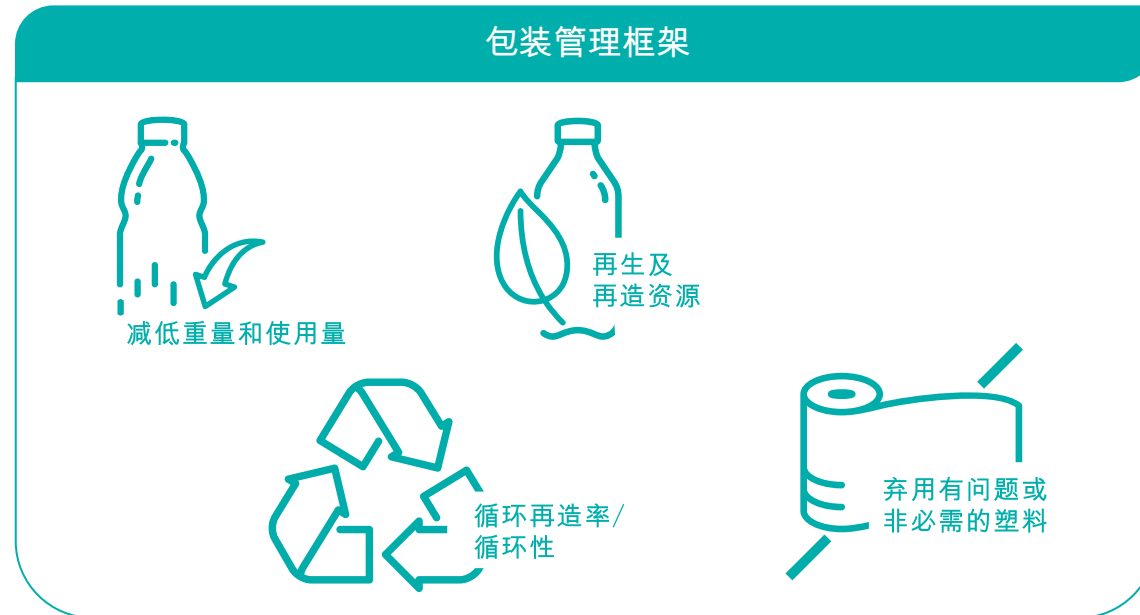 包装管理框架
减低重量和使用量
再生及
再造资源
循环再造率/
循环性
弃用有问题或
非必需的塑料